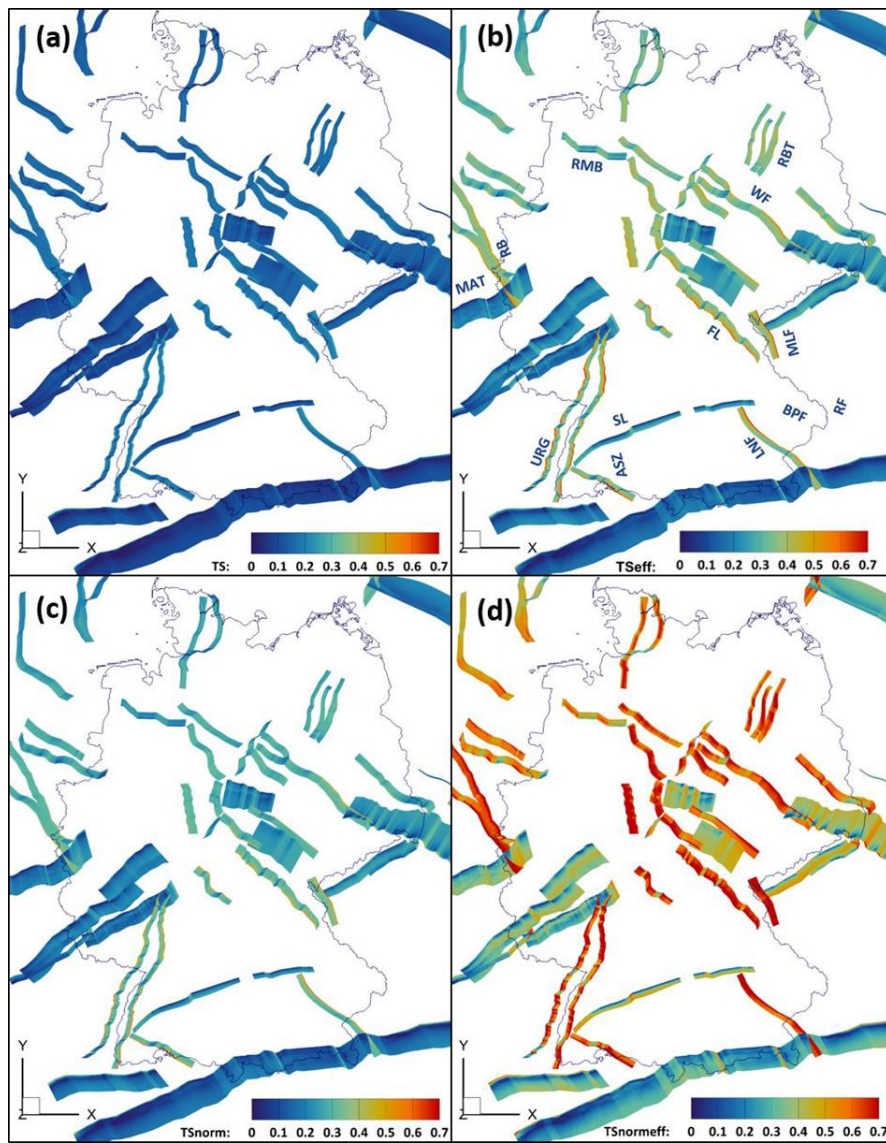 (a)
Y
Z X
TS: 0 0.1 0.2 0.3 0.4 0.5 0.6 0.7
(b)
RMB
RBT
WF
RB
MAT
FL
MLF
SL
BPF
RF
URG
ASZ
LNF
Y
Z X
TSeff: 0 0.1 0.2 0.3 0.4 0.5 0.6 0.7
(c)
Y
Z X
TSnorm: 0 0.1 0.2 0.3 0.4 0.5 0.6 0.7
(d)
Y
Z X
TSnormeff: 0 0.1 0.2 0.3 0.4 0.5 0.6 0.7